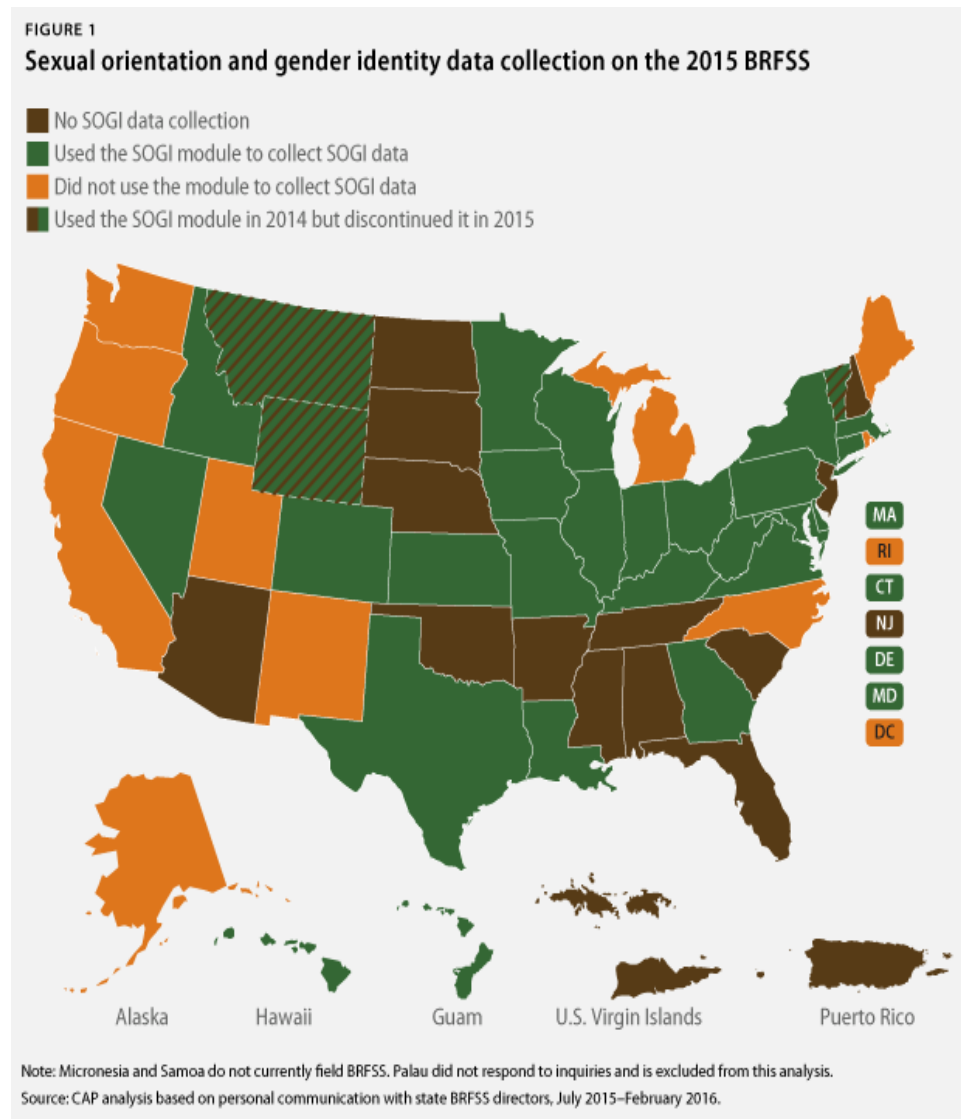 FIGURE 1
Sexual orientation and gender identity data collection on the 2015 BRFSS
No SOGI data collection
Used the SOGI module to collect SOGI data
Did not use the module to collect SOGI data
Used the SOGI module in 2014 but discontinued it in 2015
MA
RI
CT
NJ
DE
MD
DC
Alaska Hawaii Guam U.S. Virgin Islands Puerto Rico
Note: Micronesia and Samoa do not currently field BRFSS. Palau did not respond to inquiries and is excluded from this analysis.
Source: CAP analysis based on personal communication with state BRFSS directors, July 2015–February 2016.